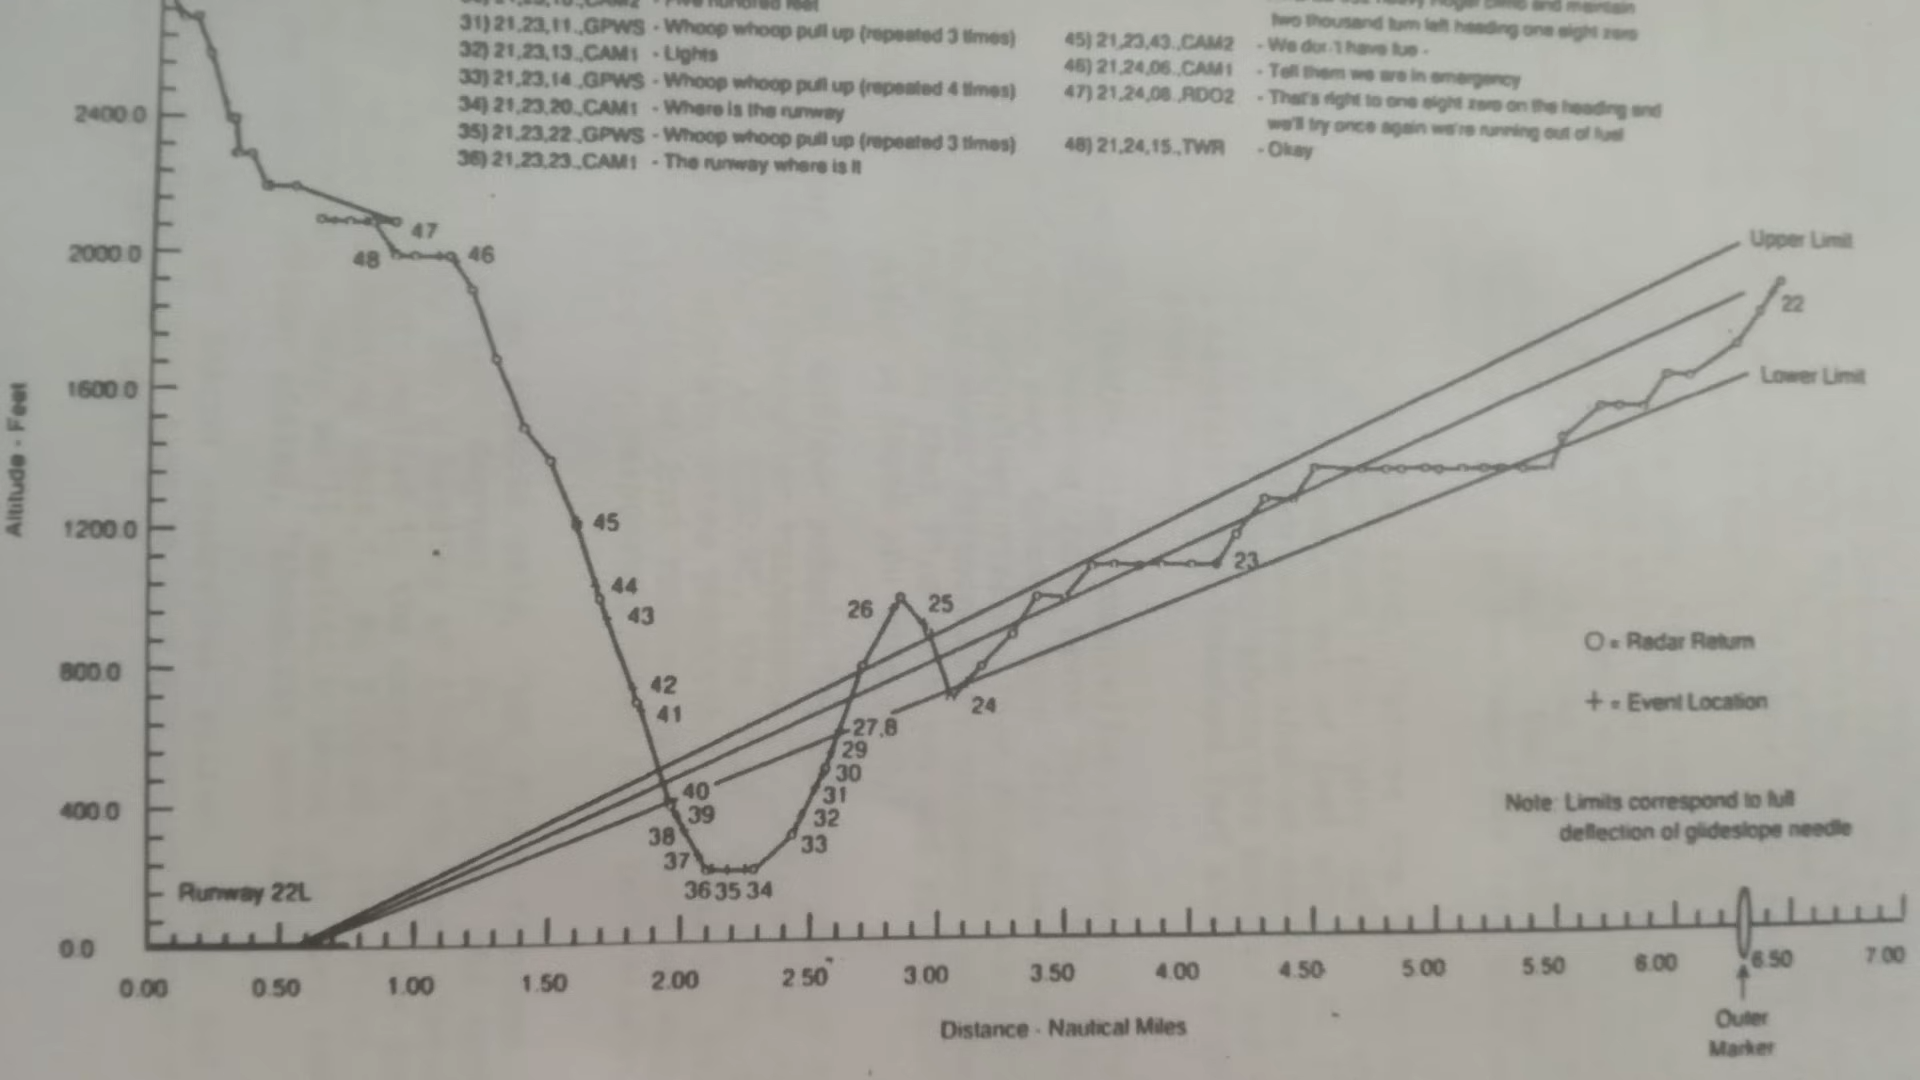 hundred feet
31) 21,23,11.,GPWS - Whoop whoop pull up (repeated 3 times)
32) 21,23,13.,CAM1 - Lights
33) 21,23,14.,GPWS - Whoop whoop pull up (repeated 4 times)
34) 21,23,20.,CAM1 - Where is the runway
35) 21,23,22.,GPWS - Whoop whoop pull up (repeated 3 times)
36) 21,23,23.,CAM1 - The runway where is it
climb and maintain
two thousand turn left heading one eight zero
45) 21,23,43.,CAM2 - We don't have fue -
46) 21,24,06.,CAM1 - Tell them we are in emergency
47) 21,24,08.,RDO2 - That's right to one eight zero on the heading and
we'll try once again we're running out of fuel
48) 21,24,15.,TWR - Okay
Altitude - Feet
2400.0
2000.0
1600.0
1200.0
800.0
400.0
0.0
47
48
46
45
44
43
42
41
40
39
38
37
36 35 34
33
32
31
30
29
27,8
26
25
24
23
22
Upper Limit
Lower Limit
O = Radar Return
+ = Event Location
Note: Limits correspond to full
deflection of glideslope needle
Runway 22L
0.00 0.50 1.00 1.50 2.00 2.50 3.00 3.50 4.00 4.50 5.00 5.50 6.00 6.50 7.00
Distance - Nautical Miles
Outer
Marker